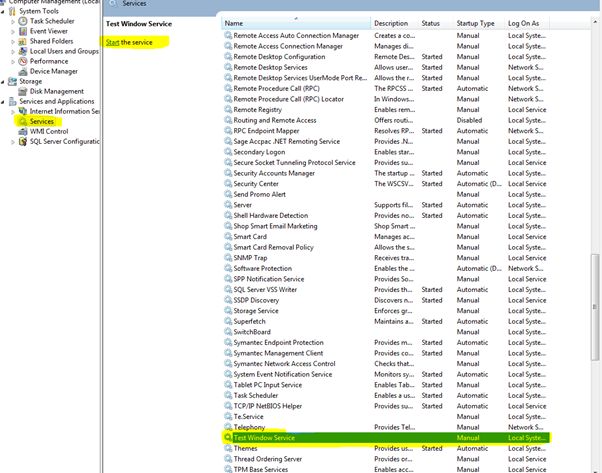 Computer Management (Local
System Tools
Task Scheduler
Event Viewer
Shared Folders
Local Users and Groups
Performance
Device Manager
Storage
Disk Management
Services and Applications
Internet Information Ser
Services
WMI Control
SQL Server Configuratio
Services
Test Window Service
Start the service
Name Description Status Startup Type Log On As
Remote Access Auto Connection Manager Creates a co... Manual Local Syste...
Remote Access Connection Manager Manages di... Manual Local Syste...
Remote Desktop Configuration Remote Des... Started Manual Local Syste...
Remote Desktop Services Allows user... Started Manual Network S...
Remote Desktop Services UserMode Port Re... Allows the r... Started Manual Local Syste...
Remote Procedure Call (RPC) The RPCSS ... Started Automatic Network S...
Remote Procedure Call (RPC) Locator In Windows... Manual Network S...
Remote Registry Enables rem... Manual Local Service
Routing and Remote Access Offers routi... Disabled Local Syste...
RPC Endpoint Mapper Resolves RP... Started Automatic Network S...
Sage Accpac .NET Remoting Service Provides .N... Manual Local Syste...
Secondary Logon Enables star... Manual Local Syste...
Secure Socket Tunneling Protocol Service Provides su... Manual Local Service
Security Accounts Manager The startup ... Started Automatic Local Syste...
Security Center The WSCSV... Started Automatic (D... Local Service
Send Promo Alert Manual Local Syste...
Server Supports fil... Started Automatic Local Syste...
Shell Hardware Detection Provides no... Started Automatic Local Syste...
Shop Smart Email Marketing Shop Smart ... Manual Local Syste...
Smart Card Manages ac... Manual Local Service
Smart Card Removal Policy Allows the s... Manual Local Syste...
SNMP Trap Receives tra... Manual Local Service
Software Protection Enables the ... Automatic (D... Network S...
SPP Notification Service Provides So... Manual Local Service
SQL Server VSS Writer Provides th... Started Automatic Local Syste...
SSDP Discovery Discovers n... Started Manual Local Service
Storage Service Enforces gr... Manual Local Syste...
Superfetch Maintains a... Started Automatic Local Syste...
SwitchBoard Manual Local Syste...
Symantec Endpoint Protection Provides m... Started Automatic Local Syste...
Symantec Management Client Provides co... Started Automatic Local Syste...
Symantec Network Access Control Checks that... Manual Local Syste...
System Event Notification Service Monitors sy... Started Automatic Local Syste...
Tablet PC Input Service Enables Tab... Started Manual Local Syste...
Task Scheduler Enables a us... Started Automatic Local Syste...
TCP/IP NetBIOS Helper Provides su... Started Automatic Local Service
Te.Service Manual Local Syste...
Telephony Provides Tel... Manual Network S...
Test Window Service Manual Local Syste...
Themes Provides us... Started Automatic Local Syste...
Thread Ordering Server Provides or... Manual Local Service
TPM Base Services Enables acc... Manual Local Service